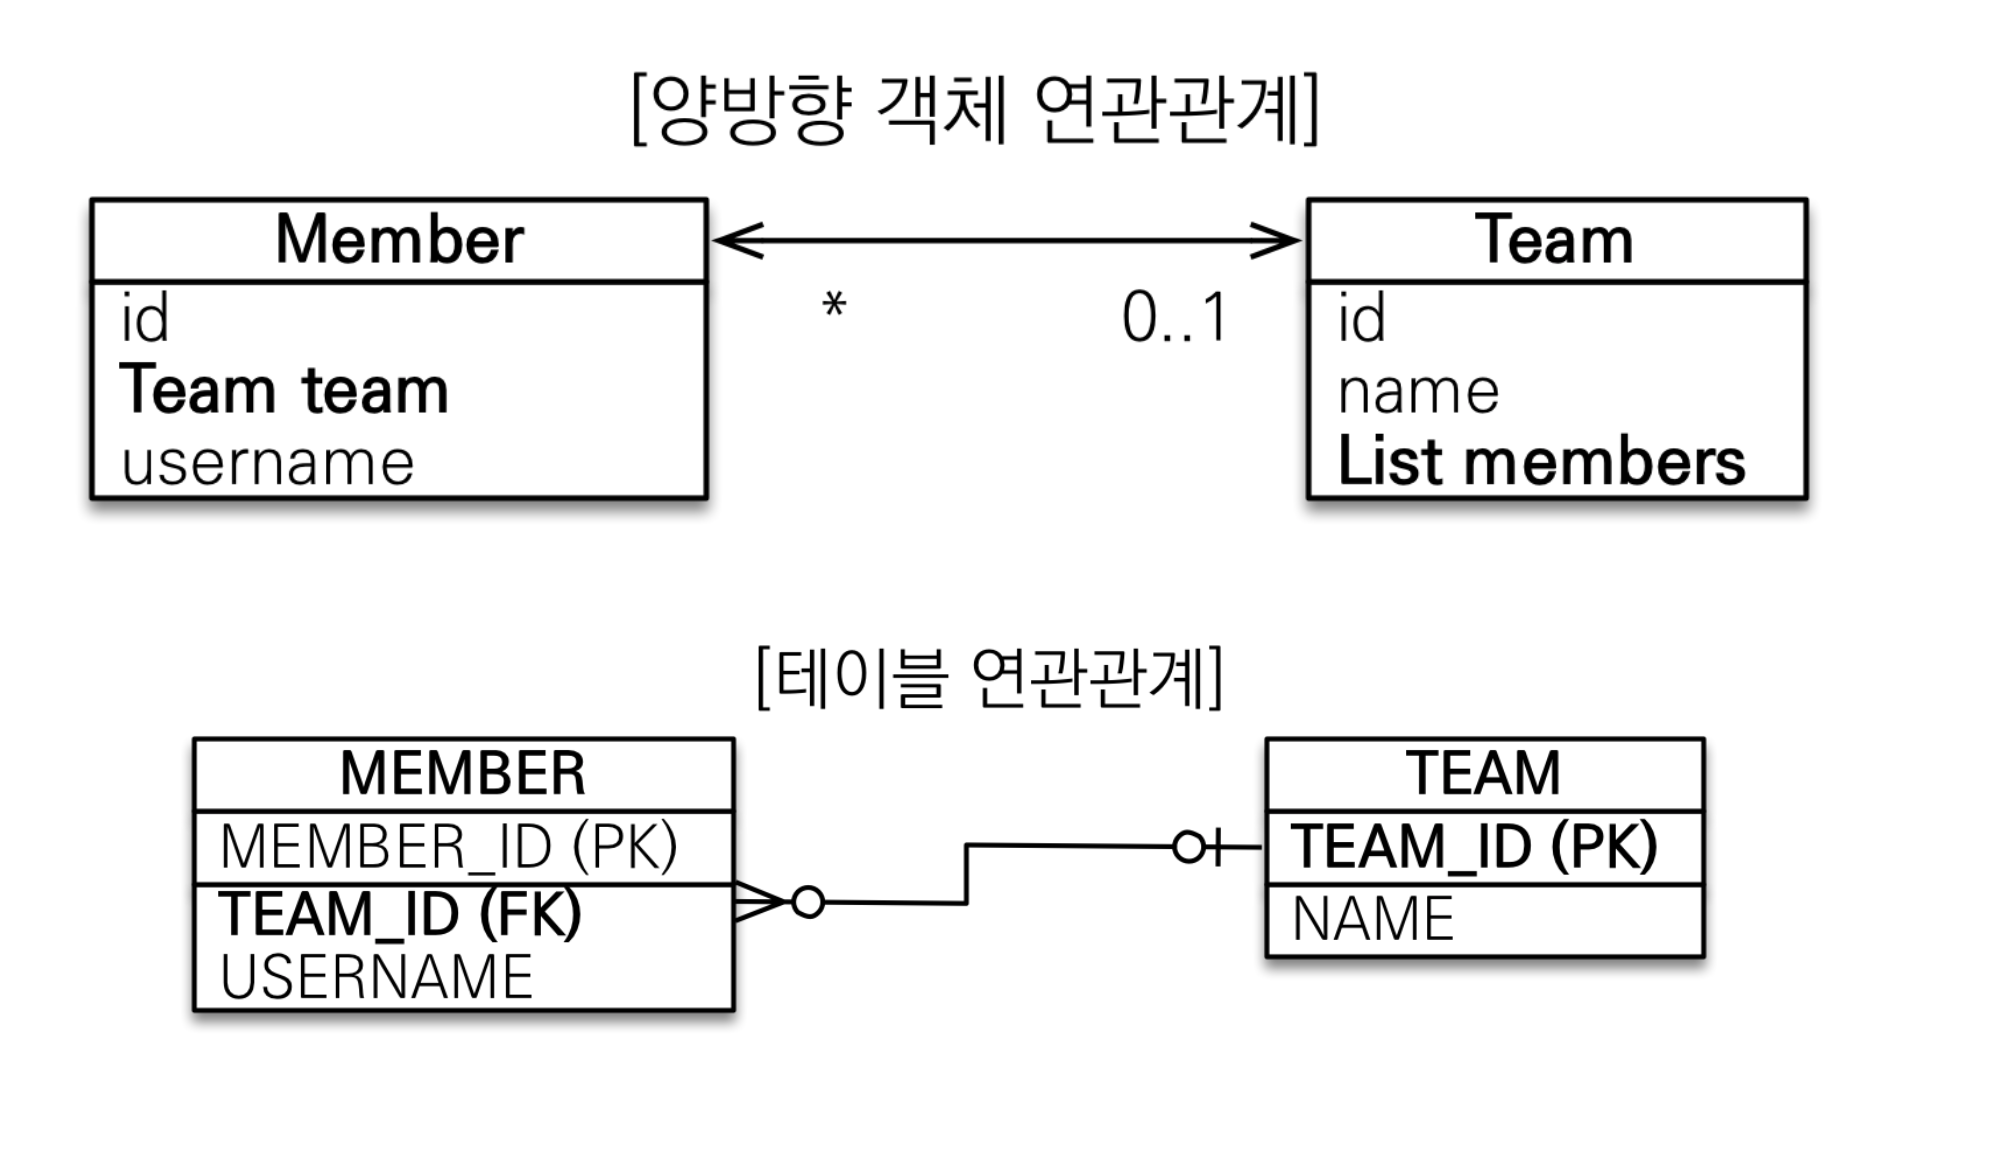 [양방향 객체 연관관계]
Member
id
Team team
username
* 0..1
Team
id
name
List members
[테이블 연관관계]
MEMBER
MEMBER_ID (PK)
TEAM_ID (FK)
USERNAME
TEAM
TEAM_ID (PK)
NAME